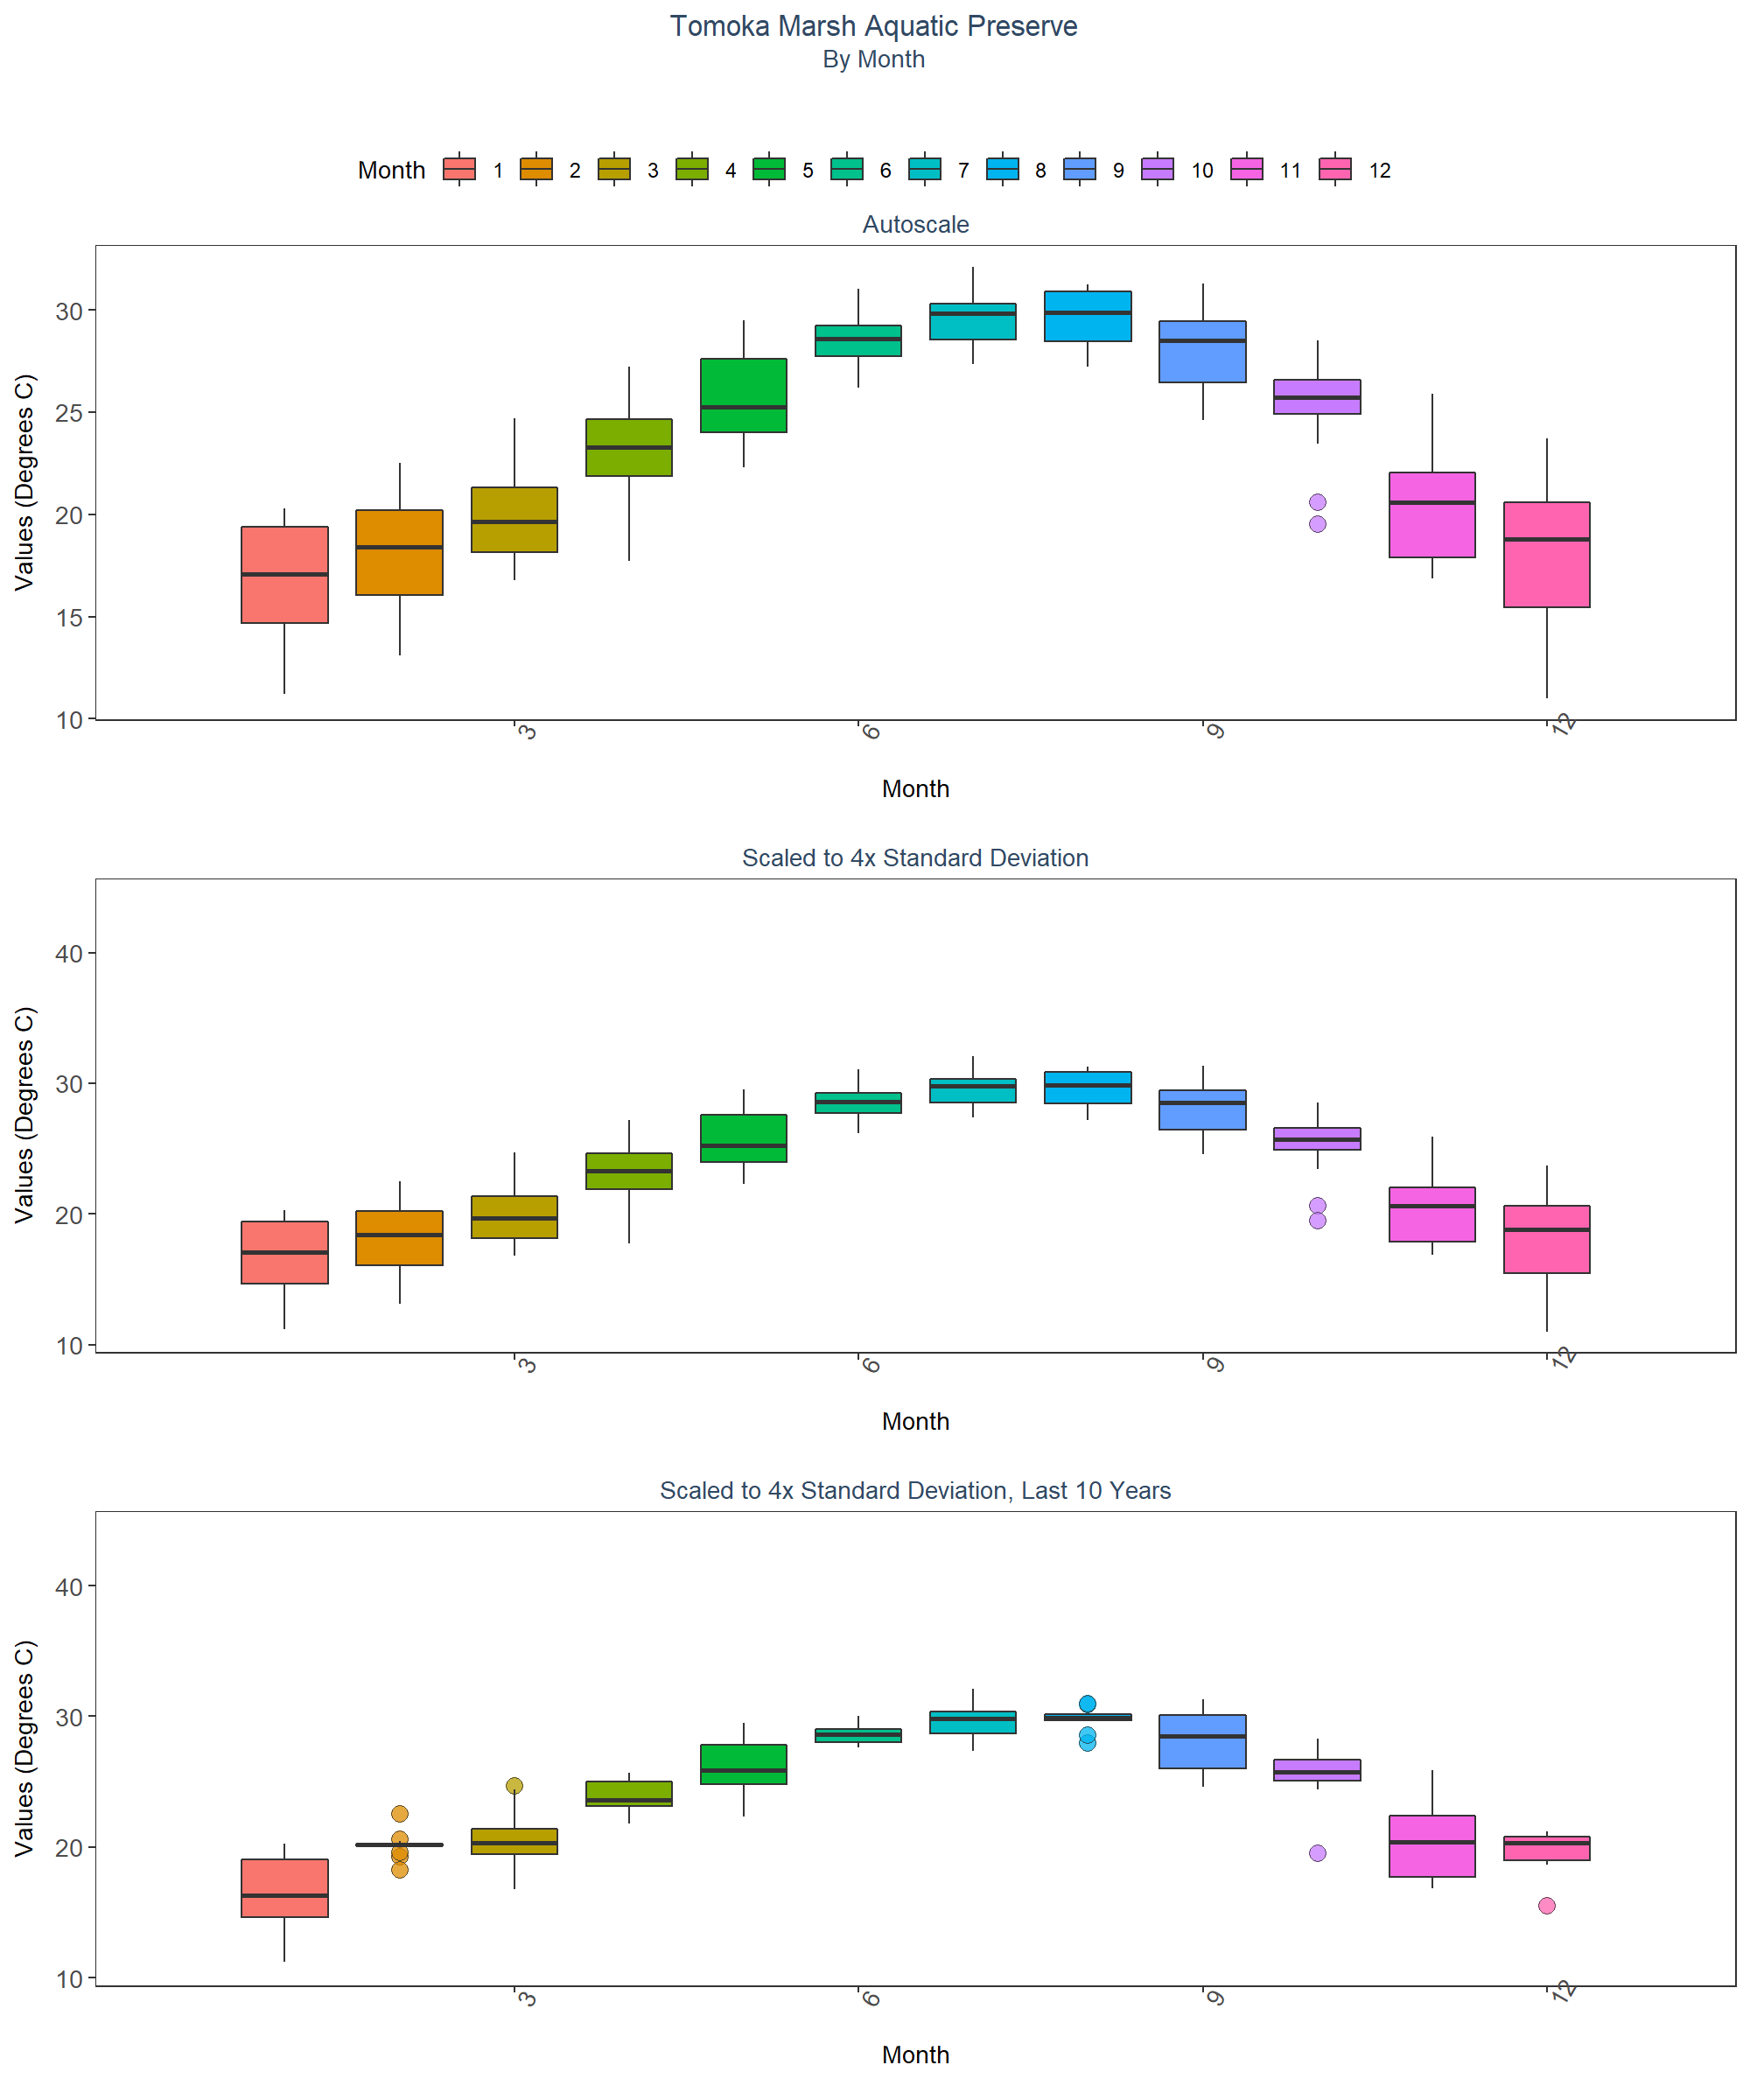 Tomoka Marsh Aquatic Preserve
By Month
Month 1 2 3 4 5 6 7 8 9 10 11 12
Autoscale
Values (Degrees C)
30
25
20
15
10
3 6 9 12
Month
Scaled to 4x Standard Deviation
Values (Degrees C)
40
30
20
10
3 6 9 12
Month
Scaled to 4x Standard Deviation, Last 10 Years
Values (Degrees C)
40
30
20
10
3 6 9 12
Month